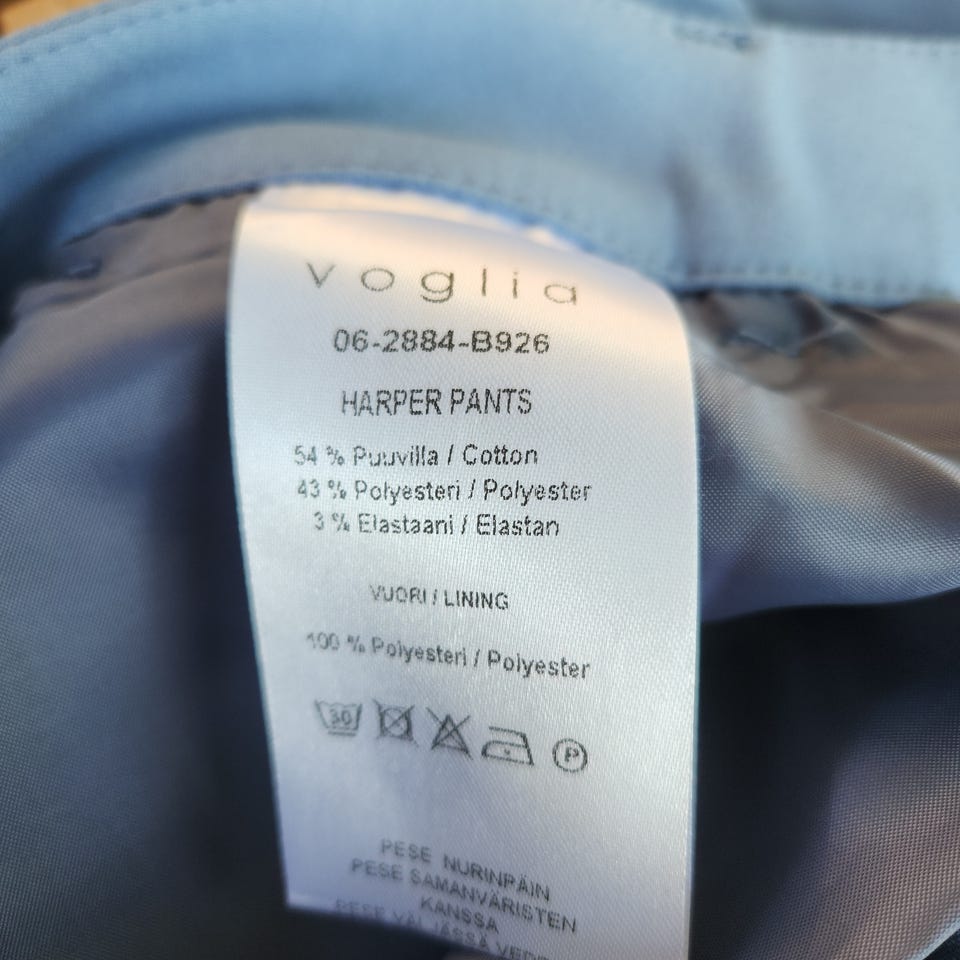 voglia
06-2884-B926
HARPER PANTS
54 % Puuvilla / Cotton
43 % Polyesteri / Polyester
3 % Elastaani / Elastan
VUORI / LINING
100 % Polyesteri / Polyester
30
P
PESE NURINPÄIN
PESE SAMANVÄRISTEN
KANSSA
PESE